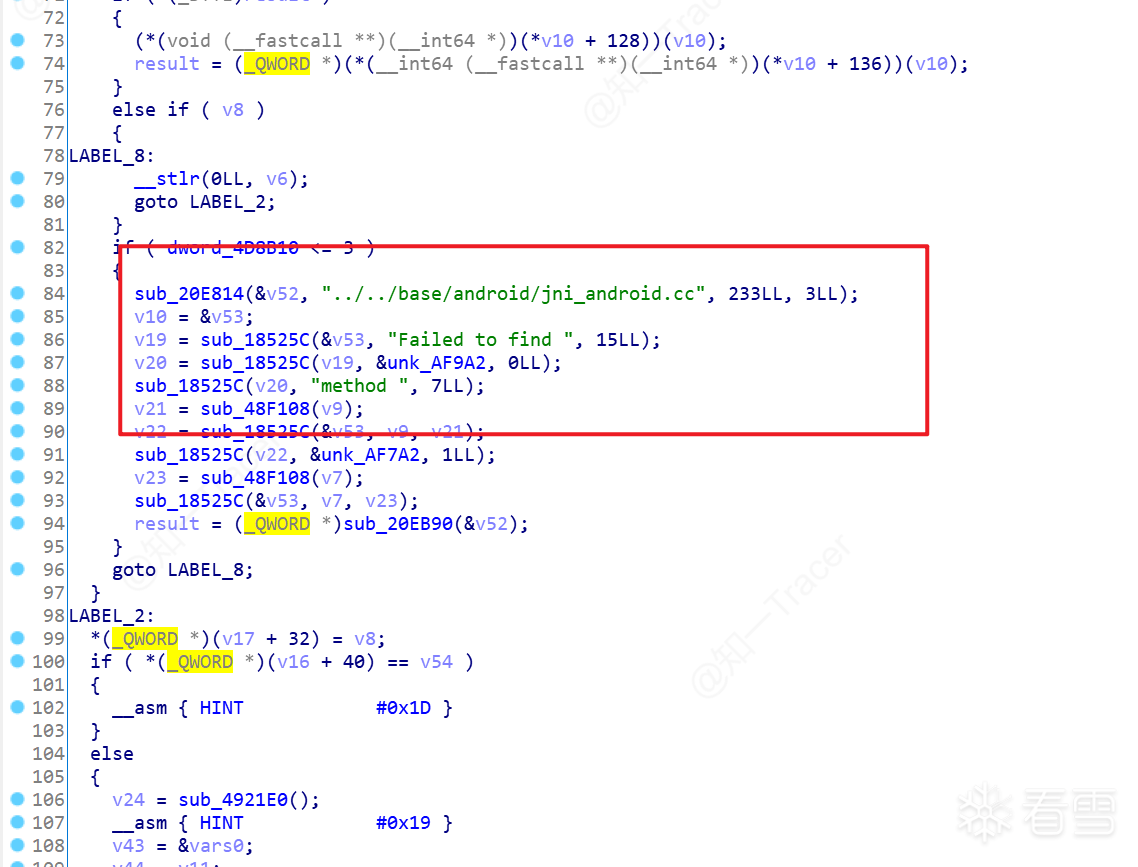 72 {
73 (*(void (__fastcall **)(__int64 *))(*v10 + 128))(v10);
74 result = (_QWORD *)(*(__int64 (__fastcall **)(__int64 *))(*v10 + 136))(v10);
75 }
76 else if ( v8 )
77 {
78 LABEL_8:
79 __stlr(0LL, v6);
80 goto LABEL_2;
81 }
82 if ( dword_4D8B10 <= 3 )
83 {
84 sub_20E814(&v52, "../../base/android/jni_android.cc", 233LL, 3LL);
85 v10 = &v53;
86 v19 = sub_18525C(&v53, "Failed to find ", 15LL);
87 v20 = sub_18525C(v19, &unk_AF9A2, 0LL);
88 sub_18525C(v20, "method ", 7LL);
89 v21 = sub_48F108(v9);
90 v22 = sub_18525C(&v53, v9, v21);
91 sub_18525C(v22, &unk_AF7A2, 1LL);
92 v23 = sub_48F108(v7);
93 sub_18525C(&v53, v7, v23);
94 result = (_QWORD *)sub_20EB90(&v52);
95 }
96 goto LABEL_8;
97 }
98 LABEL_2:
99 *(_QWORD *)(v17 + 32) = v8;
100 if ( *(_QWORD *)(v16 + 40) == v54 )
101 {
102 __asm { HINT #0x1D }
103 }
104 else
105 {
106 v24 = sub_4921E0();
107 __asm { HINT #0x19 }
108 v43 = &vars0;
@知一Tracer
看雪